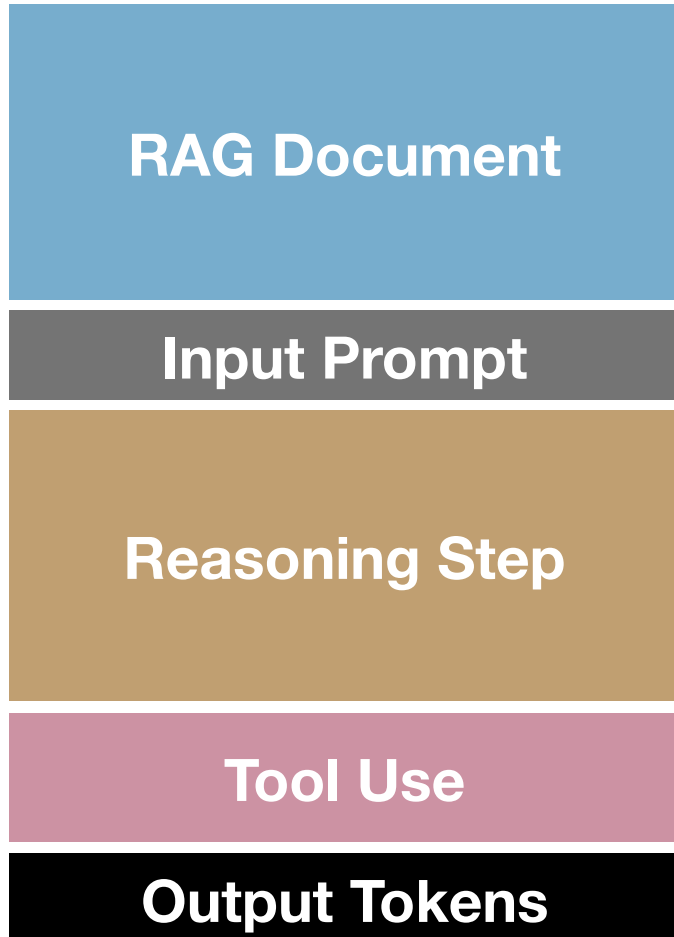 RAG Document
Input Prompt
Reasoning Step
Tool Use
Output Tokens